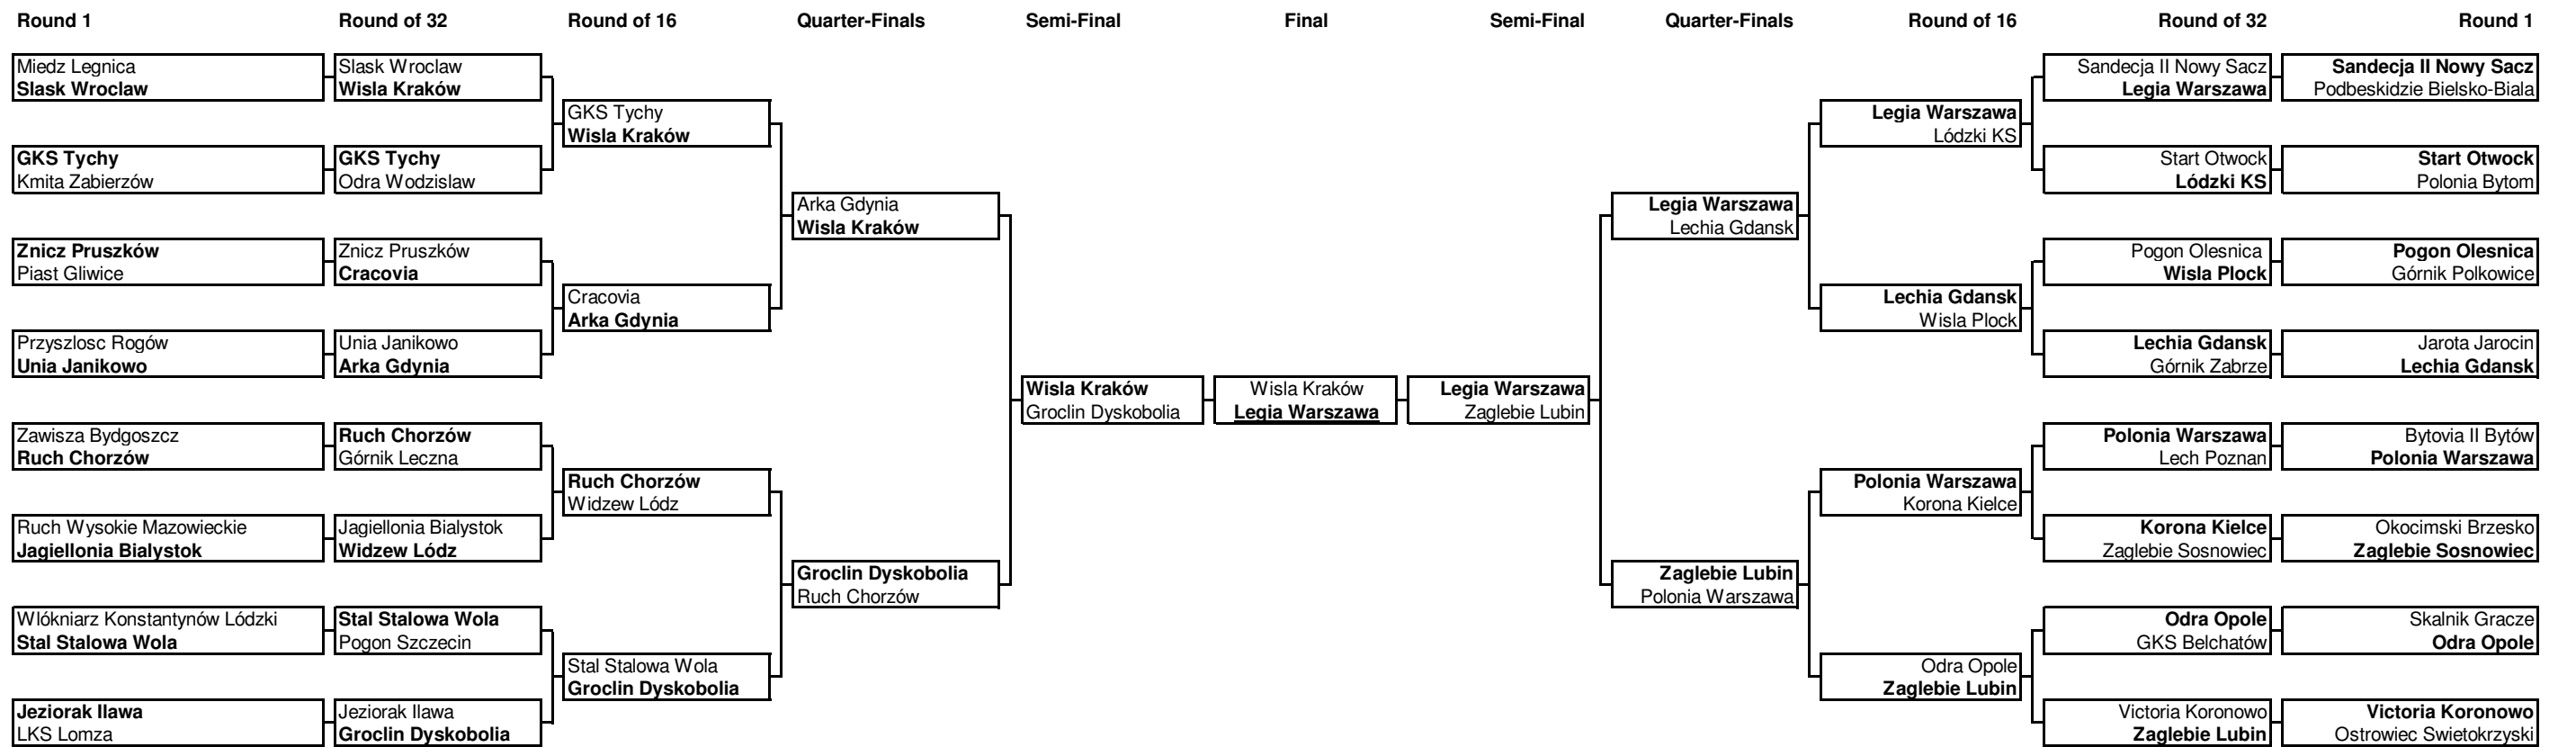 Round 1
Round of 32
Round of 16
Quarter-Finals
Semi-Final
Final
Semi-Final
Quarter-Finals
Round of 16
Round of 32
Round 1
Miedz Legnica
Slask Wroclaw
GKS Tychy
Kmita Zabierzów
Znicz Pruszków
Piast Gliwice
Przyszlosc Rogów
Unia Janikowo
Zawisza Bydgoszcz
Ruch Chorzów
Ruch Wysokie Mazowieckie
Jagiellonia Bialystok
Wlókniarz Konstantynów Lódzki
Stal Stalowa Wola
Jeziorak Ilawa
LKS Lomza
Slask Wroclaw
Wisla Kraków
GKS Tychy
Odra Wodzislaw
Znicz Pruszków
Cracovia
Unia Janikowo
Arka Gdynia
Ruch Chorzów
Górnik Leczna
Jagiellonia Bialystok
Widzew Lódz
Stal Stalowa Wola
Pogon Szczecin
Jeziorak Ilawa
Groclin Dyskobolia
GKS Tychy
Wisla Kraków
Cracovia
Arka Gdynia
Ruch Chorzów
Widzew Lódz
Stal Stalowa Wola
Groclin Dyskobolia
Arka Gdynia
Wisla Kraków
Groclin Dyskobolia
Ruch Chorzów
Wisla Kraków
Groclin Dyskobolia
Wisla Kraków
Legia Warszawa
Legia Warszawa
Zaglebie Lubin
Legia Warszawa
Lechia Gdansk
Zaglebie Lubin
Polonia Warszawa
Legia Warszawa
Lódzki KS
Lechia Gdansk
Wisla Plock
Polonia Warszawa
Korona Kielce
Odra Opole
Zaglebie Lubin
Sandecja II Nowy Sacz
Legia Warszawa
Start Otwock
Lódzki KS
Pogon Olesnica
Wisla Plock
Lechia Gdansk
Górnik Zabrze
Polonia Warszawa
Lech Poznan
Korona Kielce
Zaglebie Sosnowiec
Odra Opole
GKS Belchatów
Victoria Koronowo
Zaglebie Lubin
Sandecja II Nowy Sacz
Podbeskidzie Bielsko-Biala
Start Otwock
Polonia Bytom
Pogon Olesnica
Górnik Polkowice
Jarota Jarocin
Lechia Gdansk
Bytovia II Bytów
Polonia Warszawa
Okocimski Brzesko
Zaglebie Sosnowiec
Skalnik Gracze
Odra Opole
Victoria Koronowo
Ostrowiec Swietokrzyski